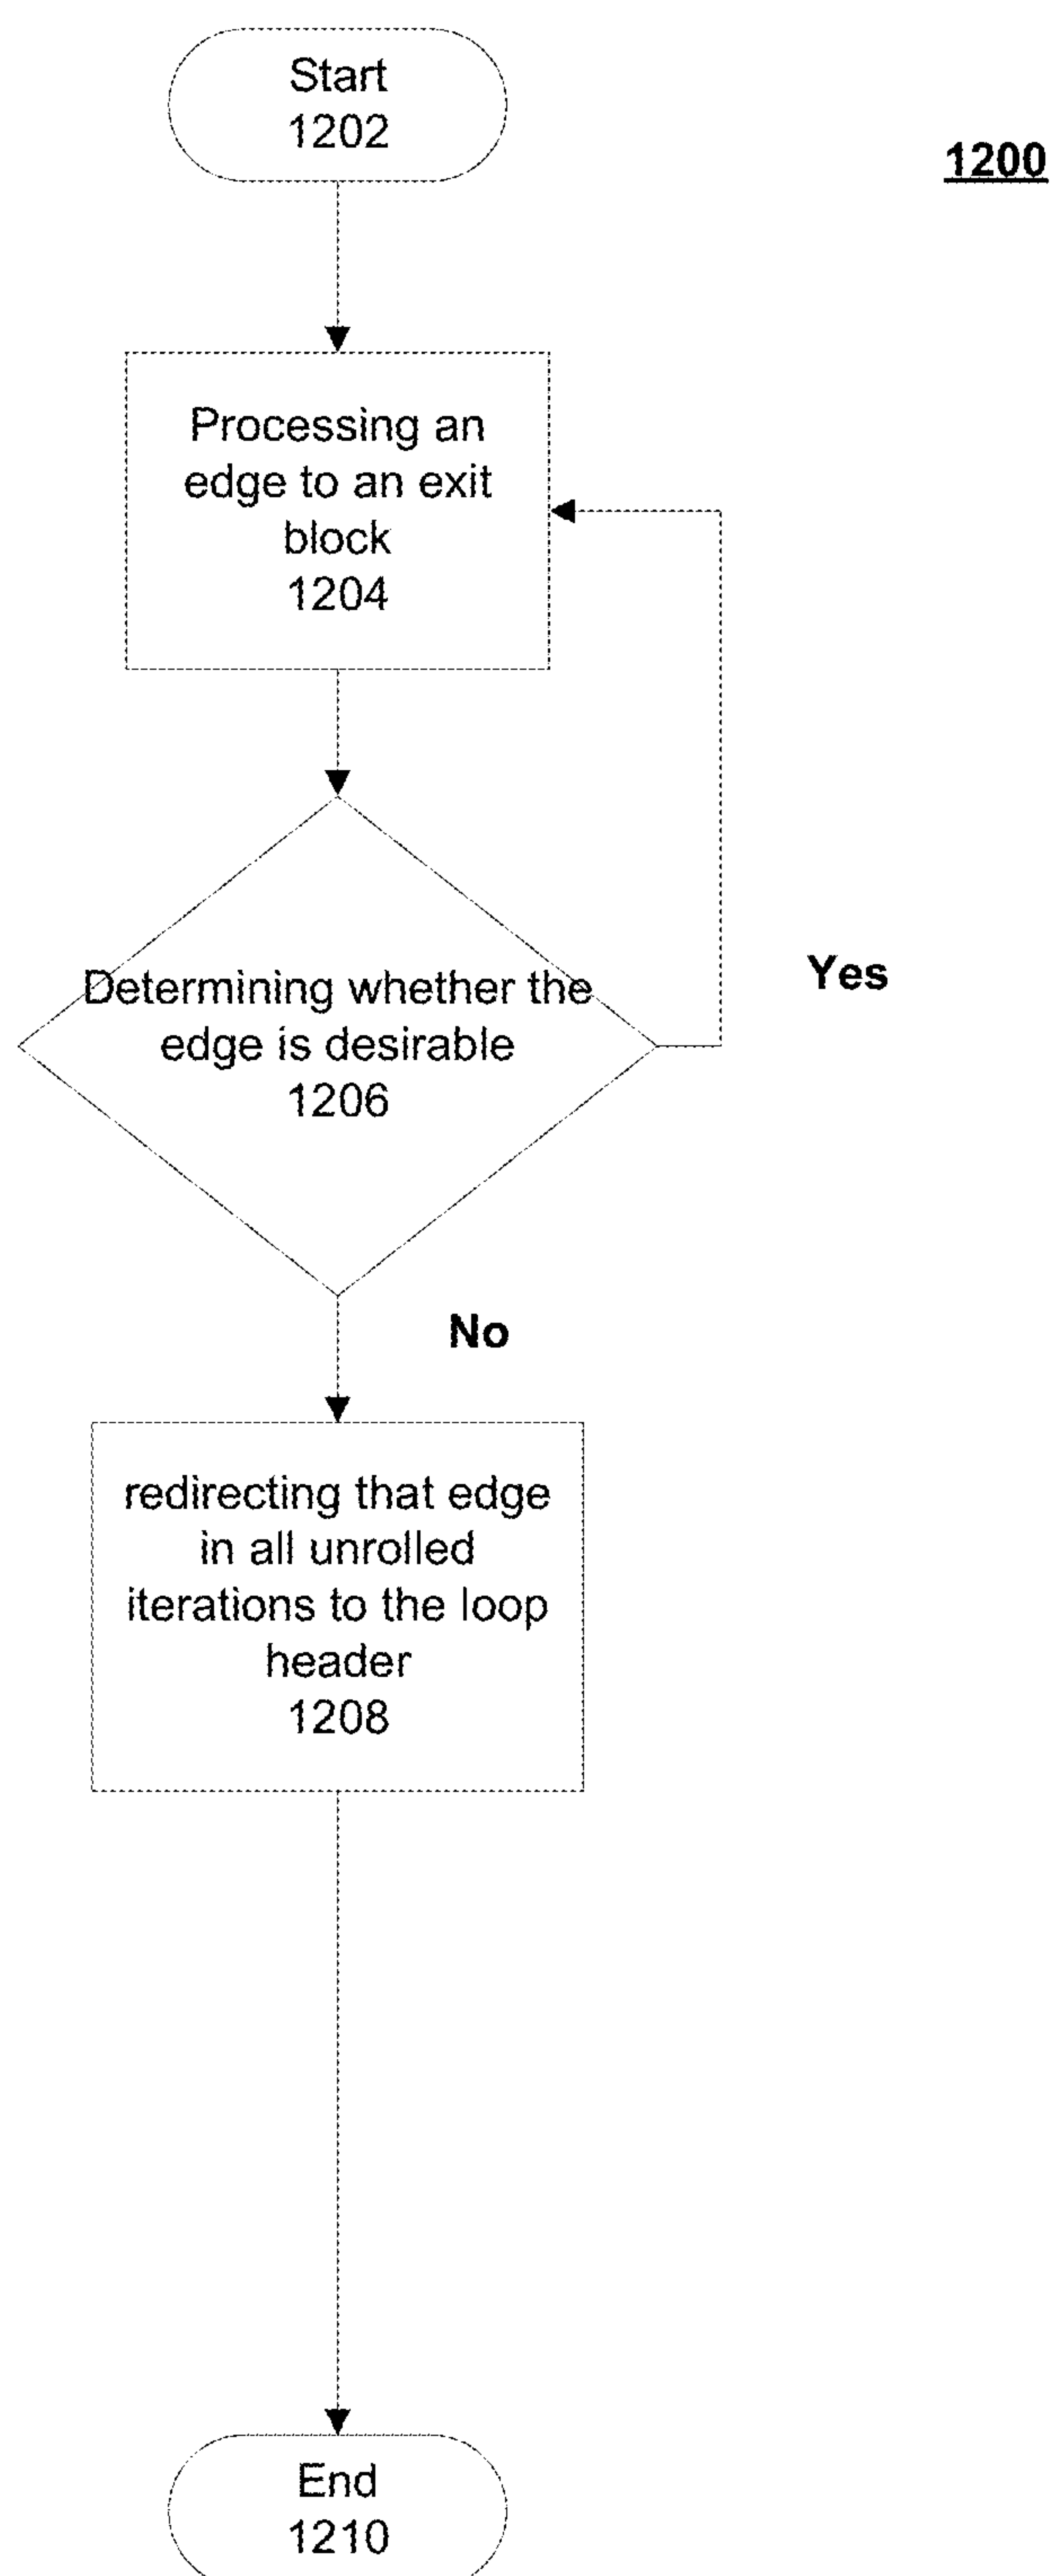 Start
1202
1200
Processing an
edge to an exit
block
1204
Determining whether the
edge is desirable
1206
Yes
No
redirecting that edge
in all unrolled
iterations to the loop
header
1208
End
1210